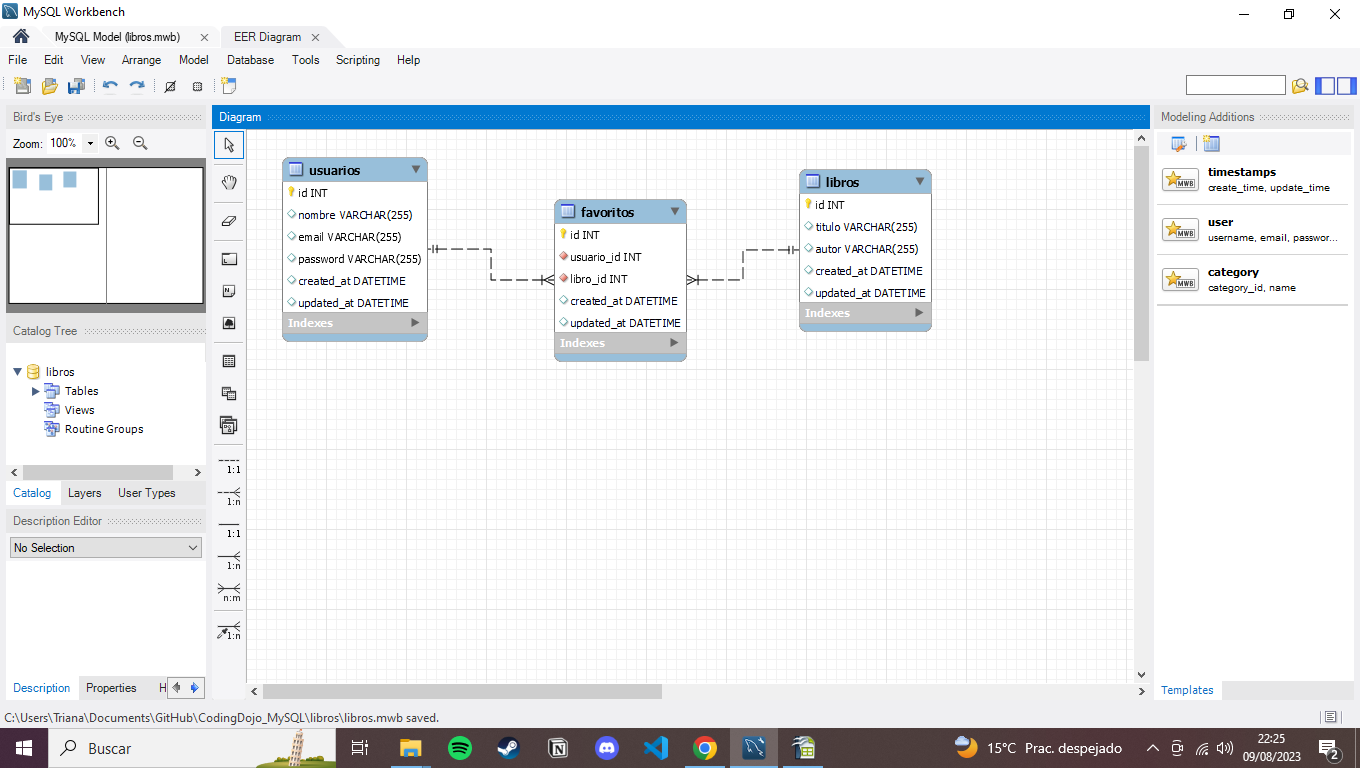 MySQL Workbench
MySQL Model (libros.mwb)
EER Diagram
File Edit View Arrange Model Database Tools Scripting Help
Bird's Eye
Zoom: 100%
Catalog Tree
libros
Tables
Views
Routine Groups
Catalog Layers User Types
Description Editor
No Selection
Description Properties H
Diagram
1:1
1:n
1:1
1:n
n:m
1:n
usuarios
id INT
nombre VARCHAR(255)
email VARCHAR(255)
password VARCHAR(255)
created_at DATETIME
updated_at DATETIME
Indexes
favoritos
id INT
usuario_id INT
libro_id INT
created_at DATETIME
updated_at DATETIME
Indexes
libros
id INT
titulo VARCHAR(255)
autor VARCHAR(255)
created_at DATETIME
updated_at DATETIME
Indexes
Modeling Additions
MWB
timestamps
create_time, update_time
MWB
user
username, email, passwor...
MWB
category
category_id, name
Templates
C:\Users\Triana\Documents\GitHub\CodingDojo_MySQL\libros\libros.mwb saved.
Buscar
15°C Prac. despejado
22:25
09/08/2023
2